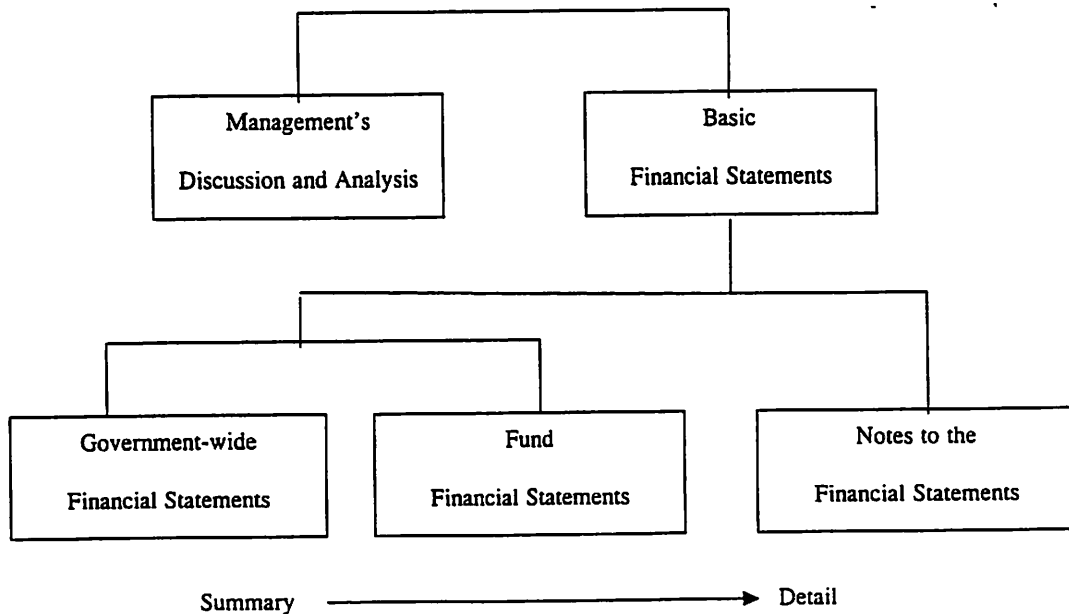 Management's
Discussion and Analysis
Basic
Financial Statements
Government-wide
Financial Statements
Fund
Financial Statements
Notes to the
Financial Statements
Summary
Detail